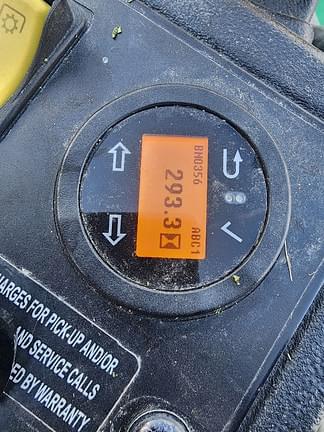 BM0356 ABC1
293.3
HARGES FOR PICK-UP AND/OR
AND SERVICE CALLS
ED BY WARRANTY